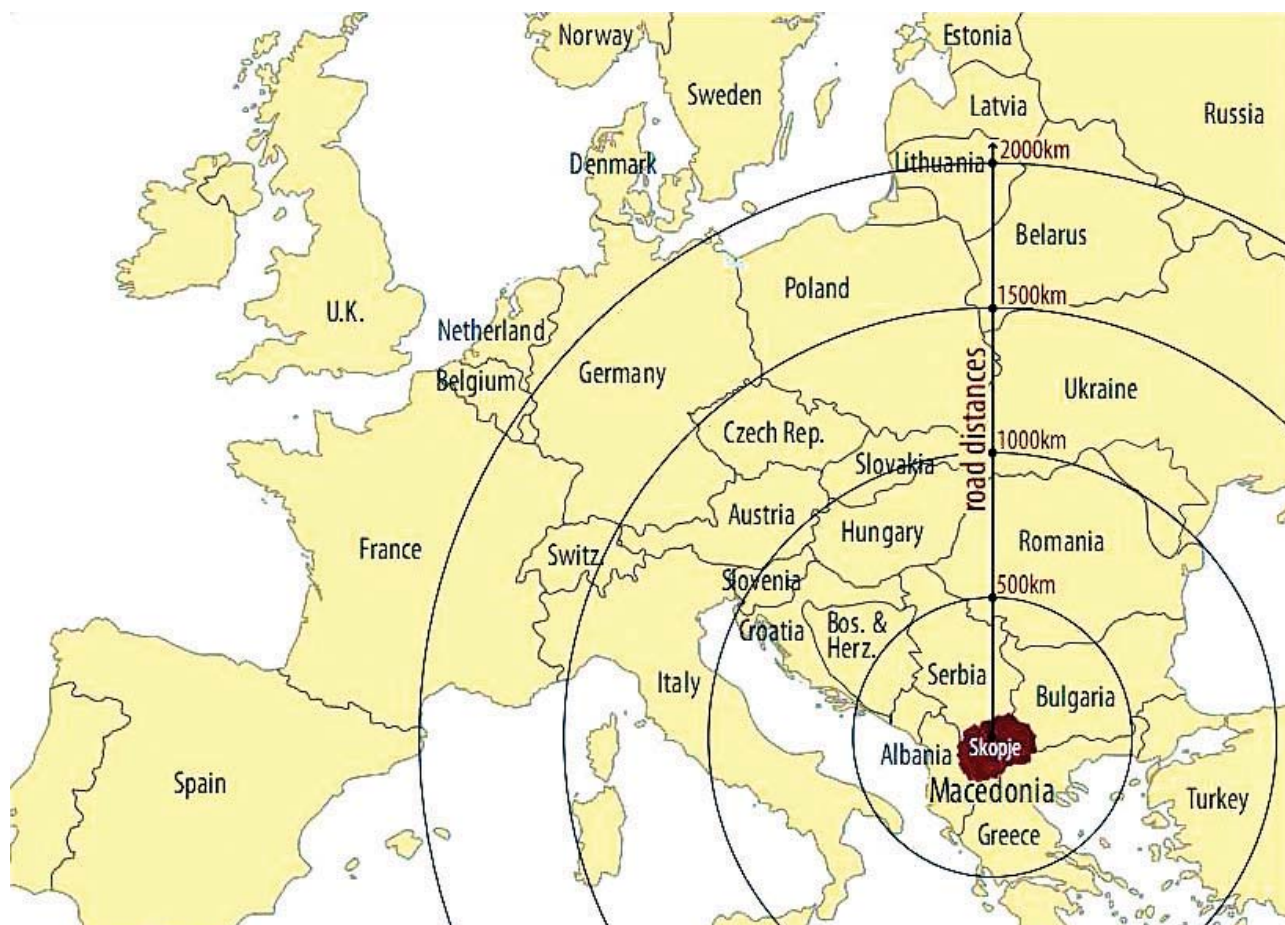 Norway
Estonia
Sweden
Latvia
Russia
Denmark
Lithuania
2000km
Belarus
Poland
1500km
U.K.
Netherland
Belgium
Germany
Ukraine
road distances
Czech Rep.
1000km
Slovakia
Austria
Hungary
France
Switz.
Romania
Slovenia
500km
Croatia
Bos. &
Herz.
Serbia
Italy
Bulgaria
Albania
Skopje
Spain
Macedonia
Turkey
Greece